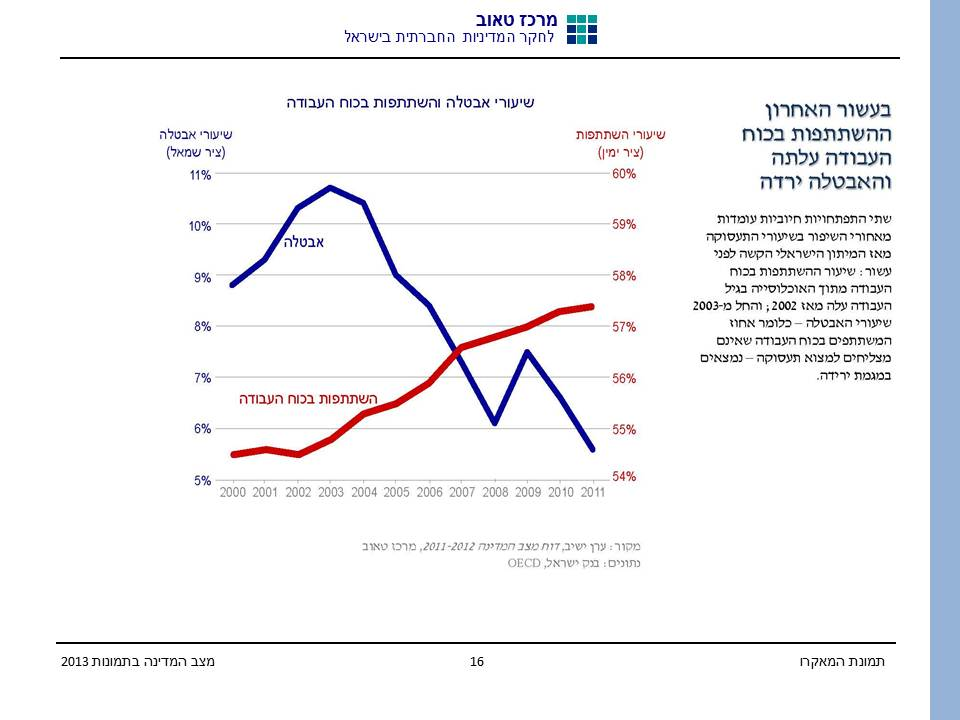 מרכז טאוב
לחקר המדיניות החברתית בישראל
בעשור האחרון
ההשתתפות בכוח
העבודה עלתה
והאבטלה ירדה
שתי התפתחויות חיוביות עומדות
מאחורי השיפור בשיעורי התעסוקה
מאז המיתון הישראלי הקשה לפני
עשור: שיעור ההשתתפות בכוח
העבודה מתוך האוכלוסייה בגיל
העבודה עלה מאז 2002; והחל מ-2003
שיעורי האבטלה – כלומר אחוז
המשתתפים בכוח העבודה שאינם
מצליחים למצוא תעסוקה – נמצאים
במגמת ירידה.
שיעורי אבטלה והשתתפות בכוח העבודה
שיעורי השתתפות
(ציר ימין)
שיעורי אבטלה
(ציר שמאל)
60%
59%
58%
57%
56%
55%
54%
11%
10%
9%
8%
7%
6%
5%
אבטלה
השתתפות בכוח העבודה
2000 2001 2002 2003 2004 2005 2006 2007 2008 2009 2010 2011
מקור: ערן ישיב, דוח מצב המדינה 2011-2012, מרכז טאוב
נתונים: בנק ישראל, OECD
תמונת המאקרו
16
מצב המדינה בתמונות 2013